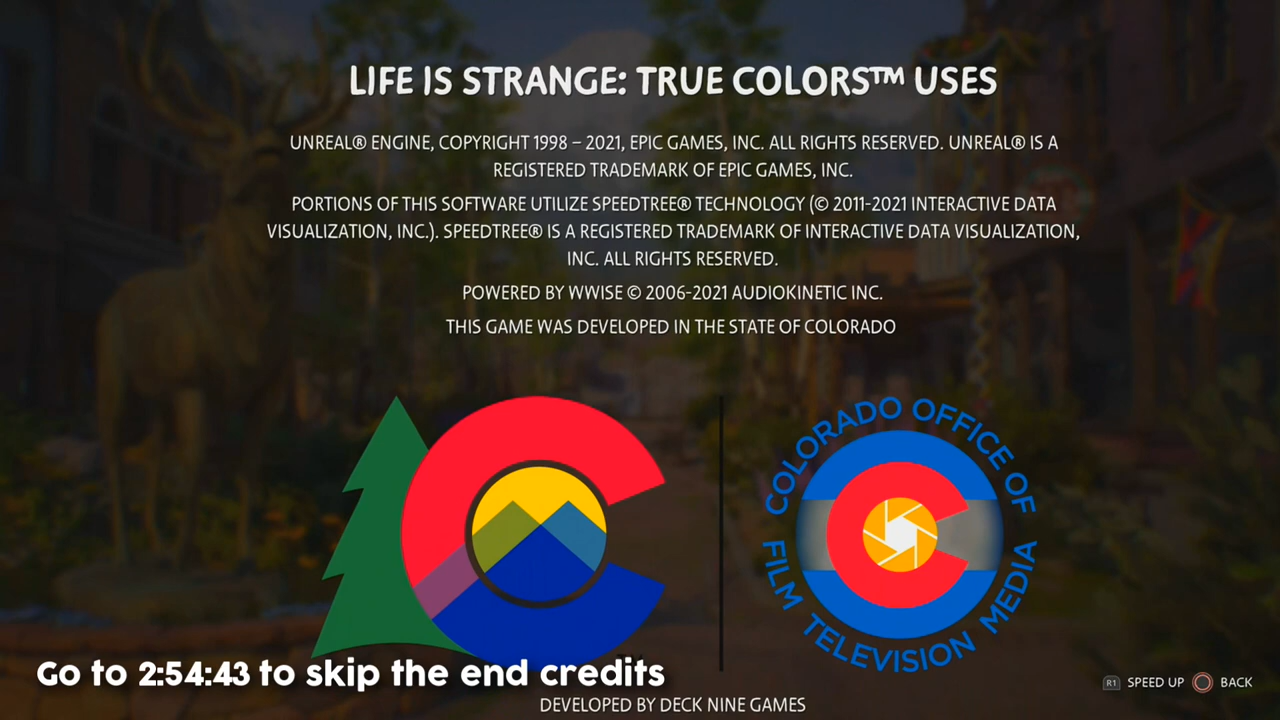 LIFE IS STRANGE: TRUE COLORS™ USES
UNREAL® ENGINE, COPYRIGHT 1998 – 2021, EPIC GAMES, INC. ALL RIGHTS RESERVED. UNREAL® IS A
REGISTERED TRADEMARK OF EPIC GAMES, INC.
PORTIONS OF THIS SOFTWARE UTILIZE SPEEDTREE® TECHNOLOGY (© 2011-2021 INTERACTIVE DATA
VISUALIZATION, INC.). SPEEDTREE® IS A REGISTERED TRADEMARK OF INTERACTIVE DATA VISUALIZATION,
INC. ALL RIGHTS RESERVED.
POWERED BY WWISE © 2006-2021 AUDIOKINETIC INC.
THIS GAME WAS DEVELOPED IN THE STATE OF COLORADO
COLORADO OFFICE OF
FILM TELEVISION MEDIA
Go to 2:54:43 to skip the end credits
R1 SPEED UP BACK
DEVELOPED BY DECK NINE GAMES